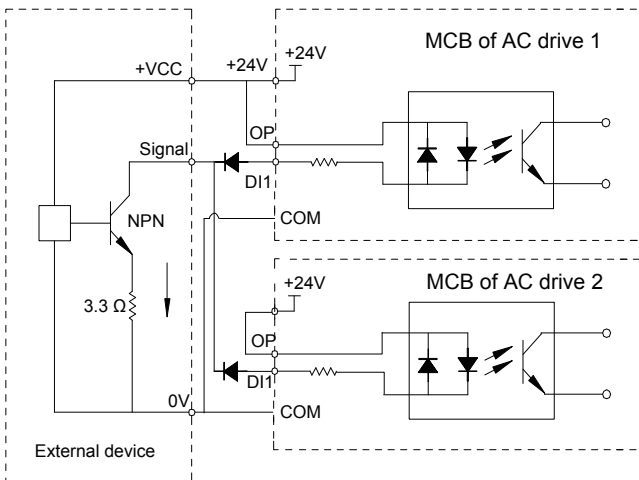 MCB of AC drive 1
+VCC
+24V
+24V
OP
Signal
DI1
NPN
COM
MCB of AC drive 2
+24V
3.3 Ω
OP
DI1
0V
COM
External device